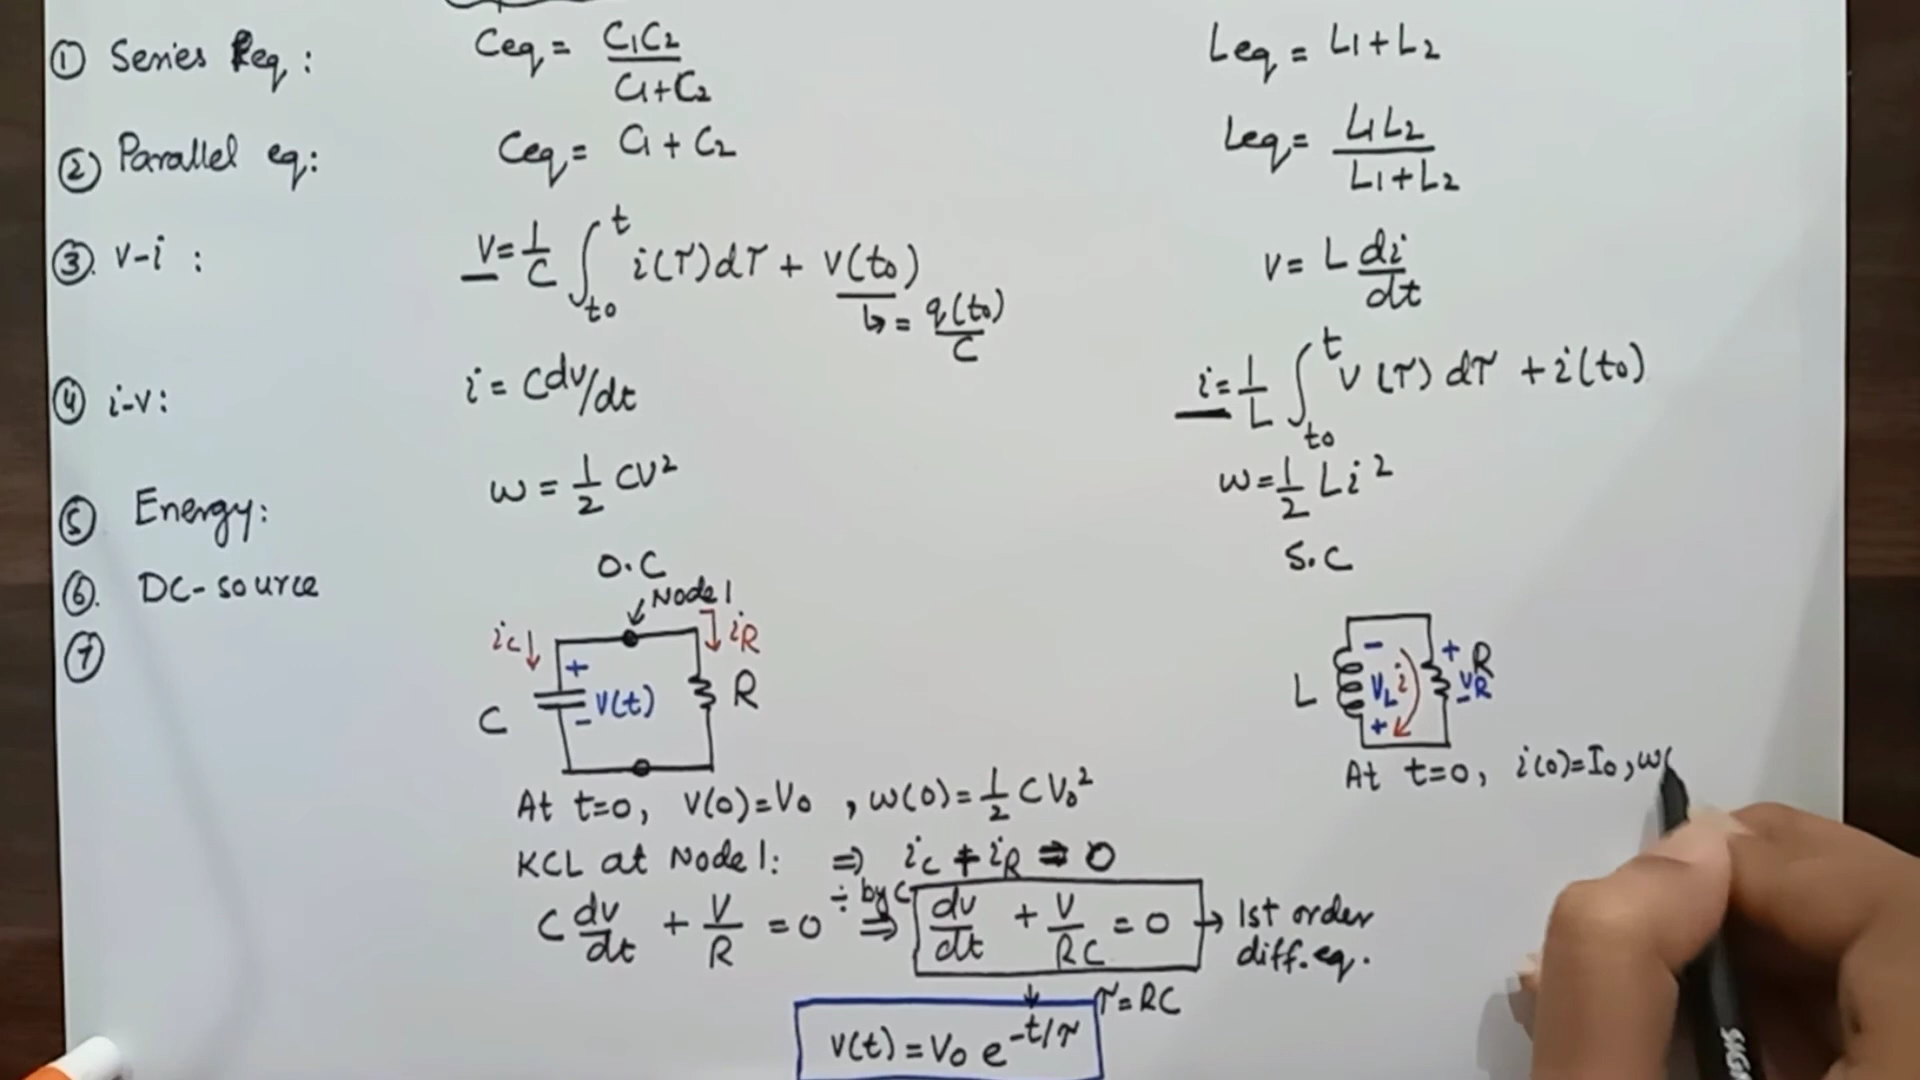 ① Series Req: Ceq = C1C2/C1+C2 Leq = L1+L2
② Parallel eq: Ceq = C1+C2 Leq = L1L2/L1+L2
③. v-i : V=1/C ∫t0^t i(τ)dτ + v(t0) V= L di/dt
↳ = q(t0)/C
④ i-v: i = Cdv/dt i=1/L ∫t0^t v(τ)dτ + i(t0)
⑤ Energy: w = 1/2 CV² w=1/2 Li²
⑥. DC-source O.C S.C
⑦
Node 1
ic↓ ↓iR
+ V(t) -
C R
L - VL + i + VR - R
At t=0, V(0)=V0 , w(0)=1/2 CV0²
At t=0, i(0)=I0, w(
KCL at Node 1: ⇒ ic + iR = 0
C dv/dt + V/R = 0 ÷ by C ⇒ dv/dt + V/RC = 0 → 1st order
diff. eq.
↓ τ=RC
V(t) = V0 e^-t/τ